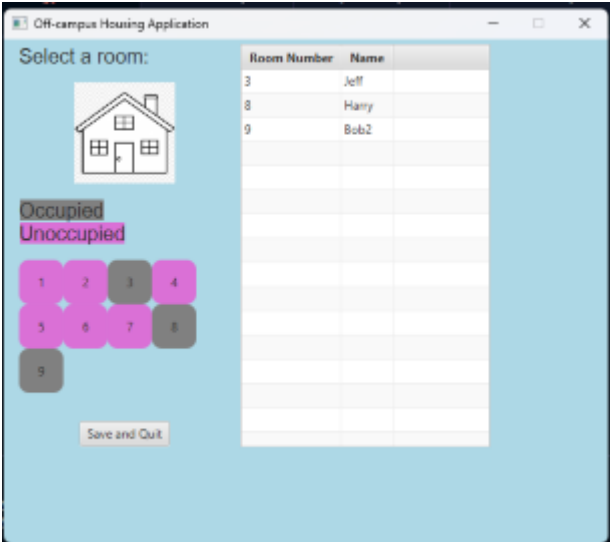 Off-campus Housing Application
Select a room:
Occupied
Unoccupied
1 2 3 4
5 6 7 8
9
Save and Quit
Room Number Name
3 Jeff
8 Harry
9 Bob2